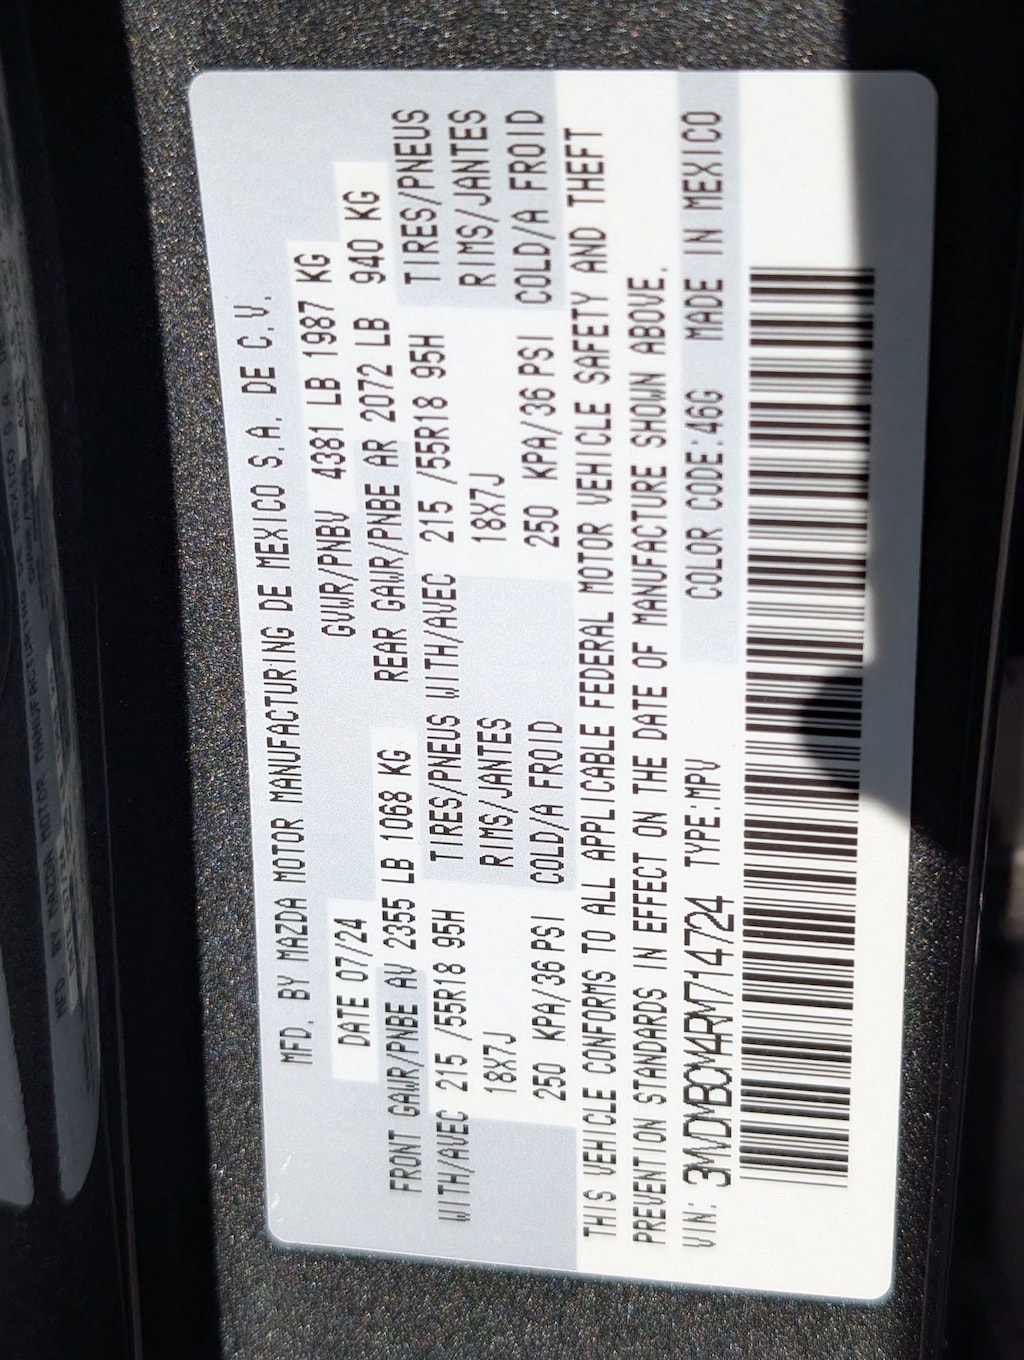 MFD. BY MAZDA MOTOR MANUFACTURING DE MEXICO S.A. DE C.V.
DATE 07/24 GVWR/PNBV 4381 LB 1987 KG
FRONT GAWR/PNBE AV 2355 LB 1068 KG REAR GAWR/PNBE AR 2072 LB 940 KG
WITH/AVEC 215 /55R18 95H TIRES/PNEUS WITH/AVEC 215 /55R18 95H TIRES/PNEUS
18X7J RIMS/JANTES 18X7J RIMS/JANTES
250 KPA/36 PSI COLD/A FROID 250 KPA/36 PSI COLD/A FROID
THIS VEHICLE CONFORMS TO ALL APPLICABLE FEDERAL MOTOR VEHICLE SAFETY AND THEFT
PREVENTION STANDARDS IN EFFECT ON THE DATE OF MANUFACTURE SHOWN ABOVE.
VIN: 3MVDMBCM4RM714724 TYPE:MPV COLOR CODE:46G MADE IN MEXICO